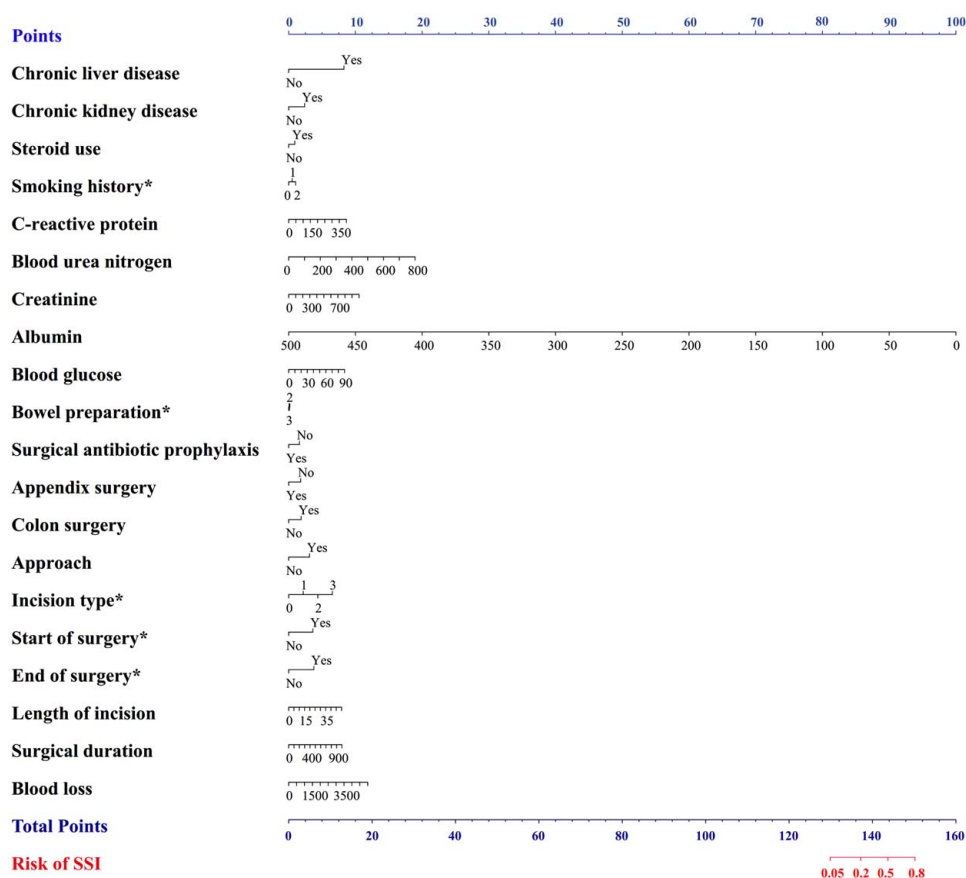 Points 0 10 20 30 40 50 60 70 80 90 100
Yes
Chronic liver disease
No
Yes
Chronic kidney disease
No
Yes
Steroid use
No
1
Smoking history*
0 2
C-reactive protein
0 150 350
Blood urea nitrogen
0 200 400 600 800
Creatinine
0 300 700
Albumin
500 450 400 350 300 250 200 150 100 50 0
Blood glucose
0 30 60 90
2
Bowel preparation*
3
No
Surgical antibiotic prophylaxis
Yes
No
Appendix surgery
Yes
Yes
Colon surgery
No
Yes
Approach
No
1 3
Incision type*
0 2
Yes
Start of surgery*
No
Yes
End of surgery*
No
Length of incision
0 15 35
Surgical duration
0 400 900
Blood loss
0 1500 3500
Total Points
0 20 40 60 80 100 120 140 160
Risk of SSI
0.05 0.2 0.5 0.8